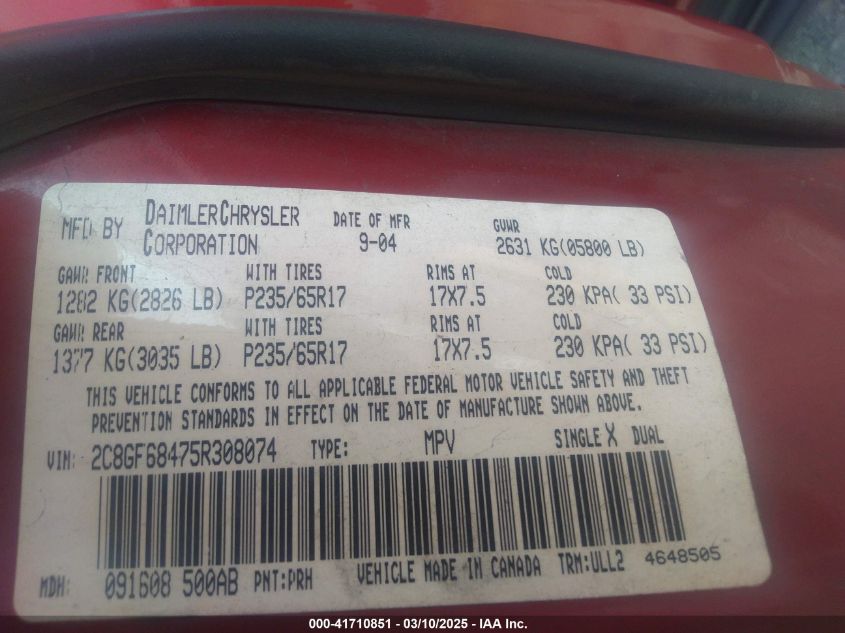 MFD BY DAIMLERCHRYSLER CORPORATION DATE OF MFR 9-04 GVWR 2631 KG(05800 LB)
GAWR FRONT WITH TIRES RIMS AT COLD
1282 KG(2826 LB) P235/65R17 17X7.5 230 KPA( 33 PSI)
GAWR REAR WITH TIRES RIMS AT COLD
1377 KG(3035 LB) P235/65R17 17X7.5 230 KPA( 33 PSI)
THIS VEHICLE CONFORMS TO ALL APPLICABLE FEDERAL MOTOR VEHICLE SAFETY AND THEFT
PREVENTION STANDARDS IN EFFECT ON THE DATE OF MANUFACTURE SHOWN ABOVE.
VIN: 2C8GF68475R308074 TYPE: MPV SINGLE X DUAL
MDH: 091608 500AB PNT:PRH VEHICLE MADE IN CANADA TRM:ULL2 4648505
000-41710851 - 03/10/2025 - IAA Inc.